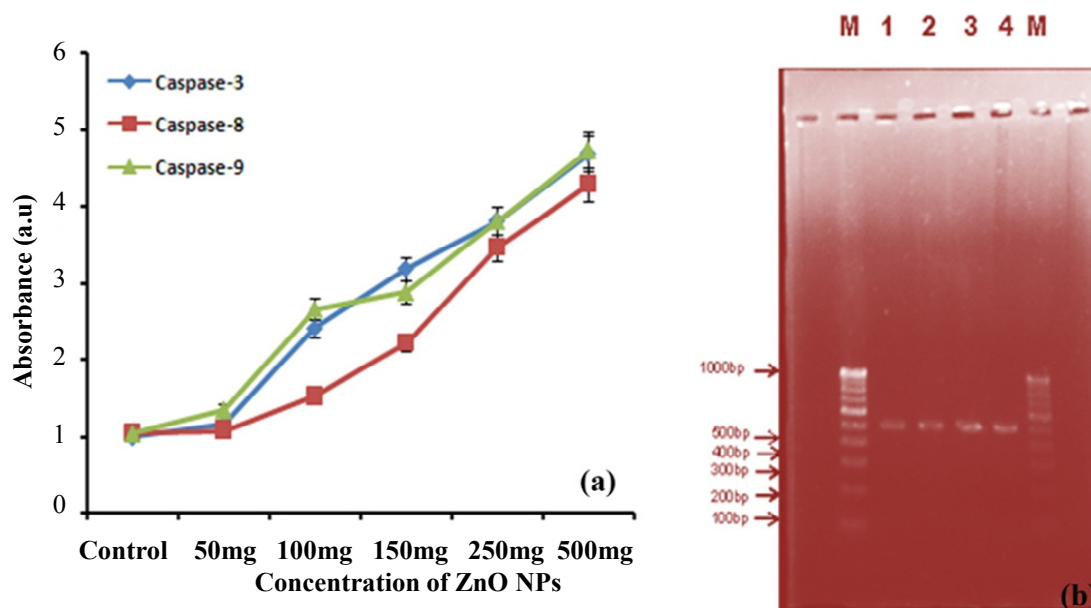 6
5
4
3
2
1
0
Absorbance (a.u)
Caspase-3
Caspase-8
Caspase-9
(a)
Control 50mg 100mg 150mg 250mg 500mg
Concentration of ZnO NPs
M 1 2 3 4 M
1000bp
500bp
400bp
300bp
200bp
100bp
(b)